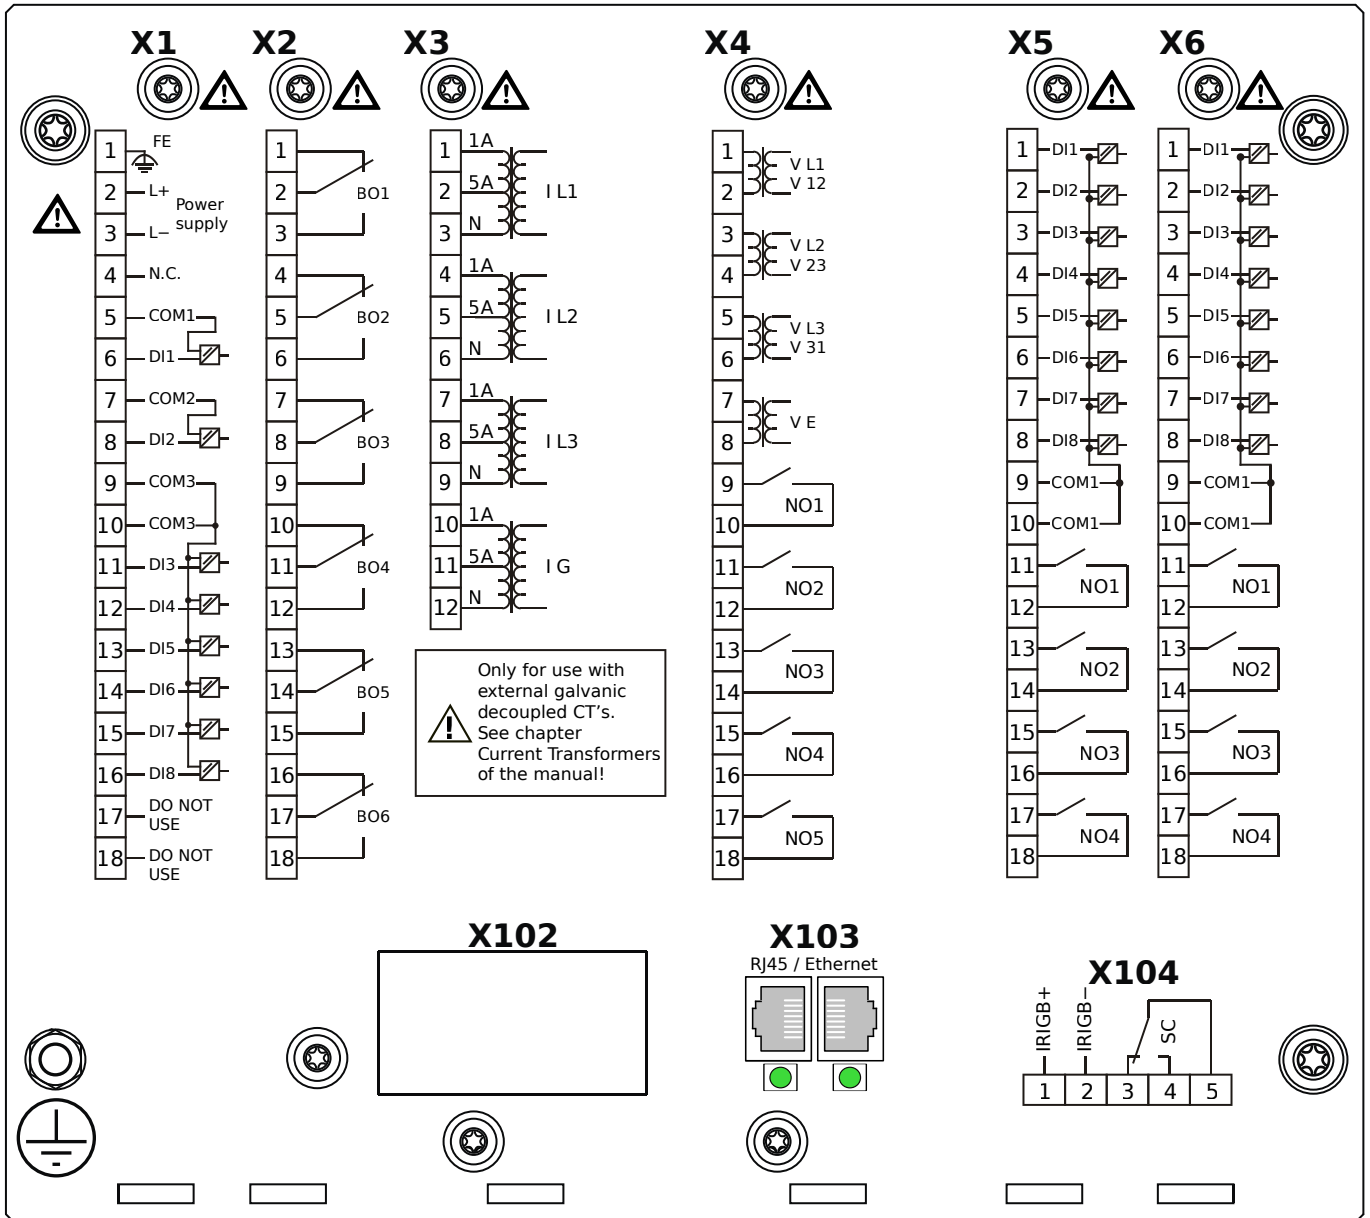 X1
1 FE
2 L+
Power
supply
3 L−
4 N.C.
5 COM1
6 DI1
7 COM2
8 DI2
9 COM3
10 COM3
11 DI3
12 DI4
13 DI5
14 DI6
15 DI7
16 DI8
17 DO NOT
USE
18 DO NOT
USE
X2
1
2 BO1
3
4
5 BO2
6
7
8 BO3
9
10
11 BO4
12
13
14 BO5
15
16
17 BO6
18
X3
1 1A
2 5A I L1
3 N
4 1A
5 5A I L2
6 N
7 1A
8 5A I L3
9 N
10 1A
11 5A I G
12 N
Only for use with
external galvanic
decoupled CT's.
See chapter
Current Transformers
of the manual!
X4
1 V L1
2 V 12
3 V L2
4 V 23
5 V L3
6 V 31
7 V E
8
9
NO1
10
11
NO2
12
13
NO3
14
15
NO4
16
17
NO5
18
X5
1 DI1
2 DI2
3 DI3
4 DI4
5 DI5
6 DI6
7 DI7
8 DI8
9 COM1
10 COM1
11
NO1
12
13
NO2
14
15
NO3
16
17
NO4
18
X6
1 DI1
2 DI2
3 DI3
4 DI4
5 DI5
6 DI6
7 DI7
8 DI8
9 COM1
10 COM1
11
NO1
12
13
NO2
14
15
NO3
16
17
NO4
18
X102
X103
RJ45 / Ethernet
X104
IRIGB+
IRIGB−
SC
1 2 3 4 5